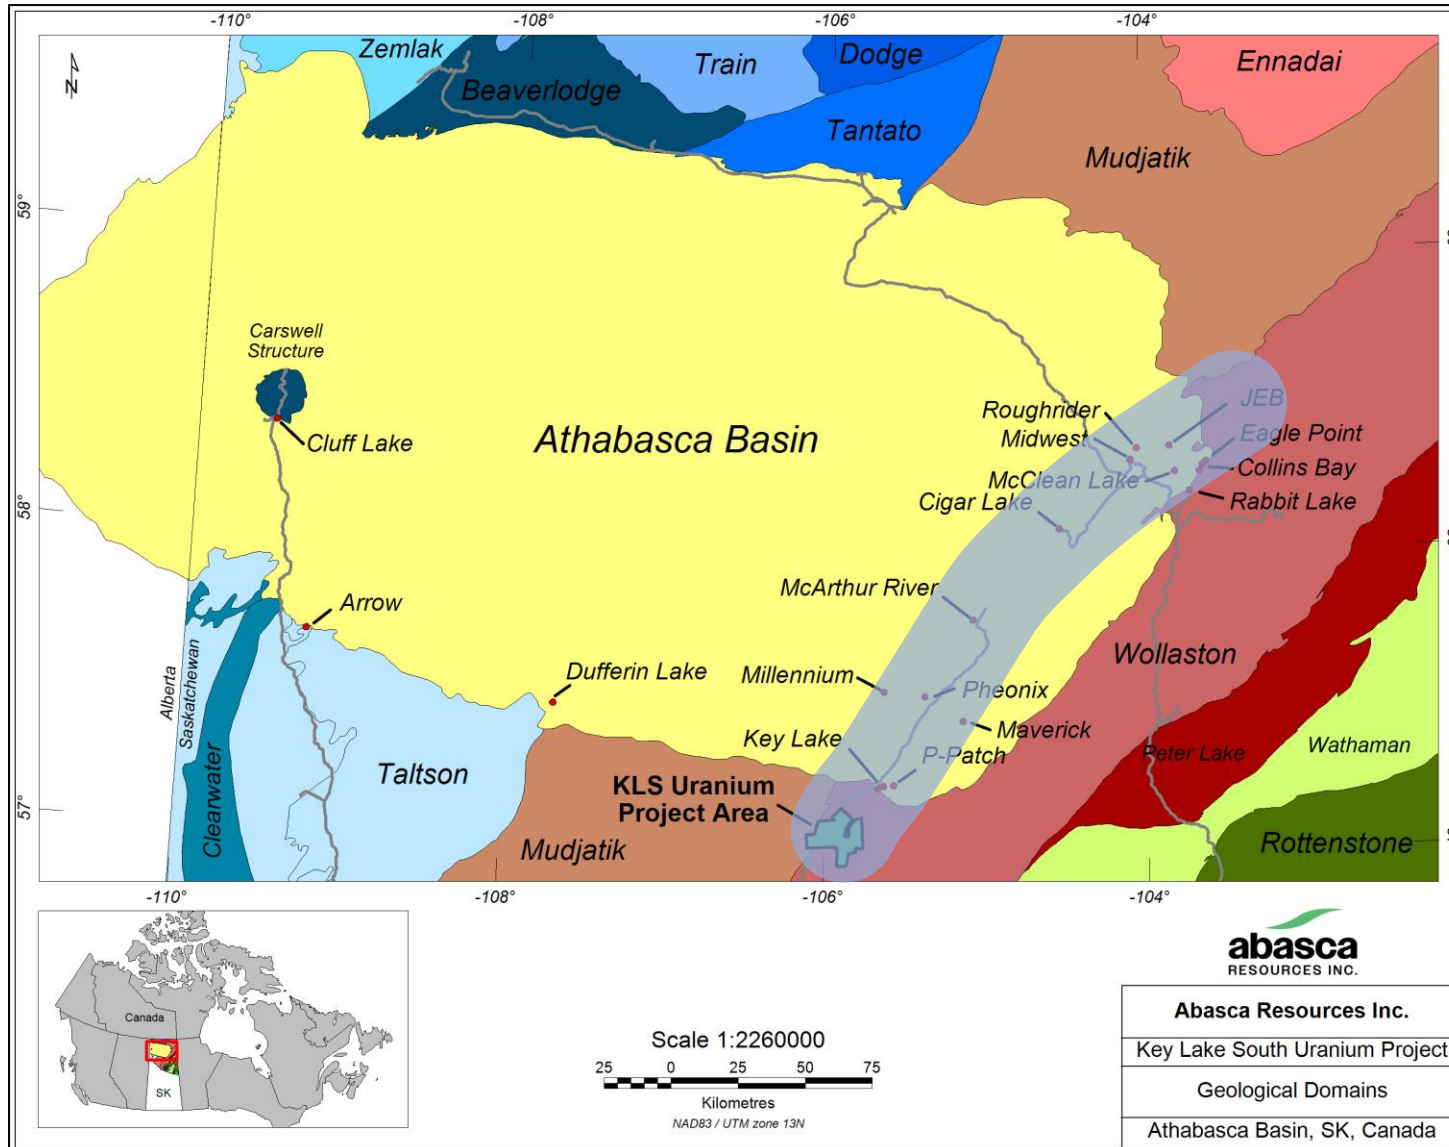 -110°
-108°
-106°
-104°
N
Zemlak
Beaverlodge
Train
Dodge
Tantato
Ennadai
Mudjatik
59°
Carswell
Structure
Cluff Lake
Athabasca Basin
Roughrider
JEB
Midwest
Eagle Point
McClean Lake
Collins Bay
Cigar Lake
Rabbit Lake
58°
McArthur River
Arrow
Dufferin Lake
Millennium
Pheonix
Wollaston
Alberta
Saskatchewan
Maverick
Key Lake
P-Patch
Peter Lake
Wathaman
KLS Uranium
Project Area
Clearwater
Taltson
57°
Mudjatik
Rottenstone
-110°
-108°
-106°
-104°
Canada
SK
Scale 1:2260000
25 0 25 50 75
Kilometres
NAD83 / UTM zone 13N
abasca
RESOURCES INC.
Abasca Resources Inc.
Key Lake South Uranium Project
Geological Domains
Athabasca Basin, SK, Canada